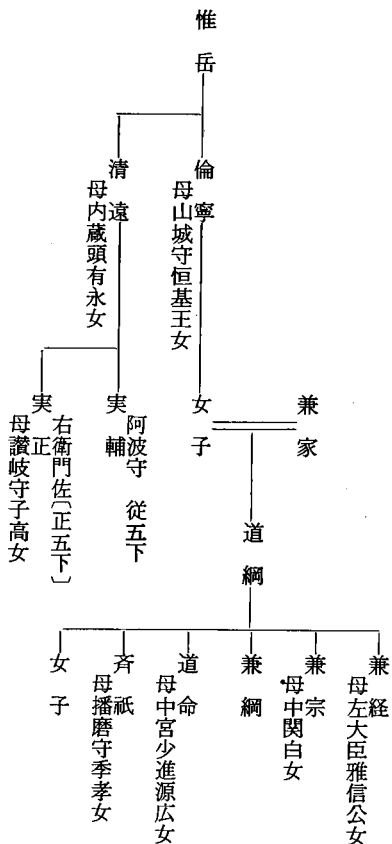 惟岳
倫寧
母山城守恒基王女
清遠
母内蔵頭有永女
兼家
女子
実輔
阿波守 従五下
実正
右衛門佐〔正五下〕
母讃岐守子高女
道綱
兼経
母左大臣雅信公女
兼宗
母中関白女
兼綱
道命
母中宮少進源広女
斉祇
母播磨守季孝女
女子